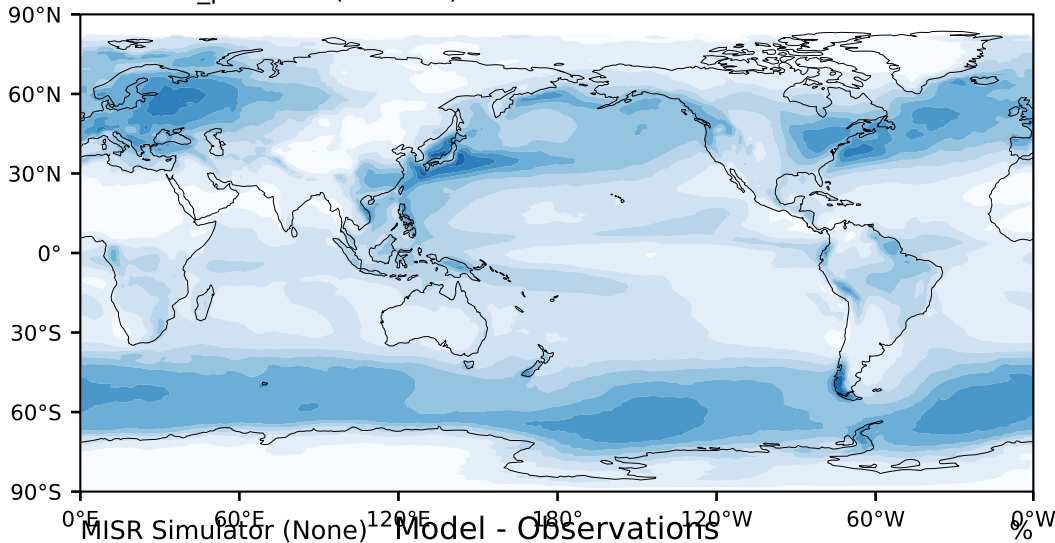 90°N
60°N
30°N
0°
30°S
60°S
90°S
0°E 60°E 120°E 180° 120°W 60°W 0°W
MISR Simulator (None) Model - Observations %